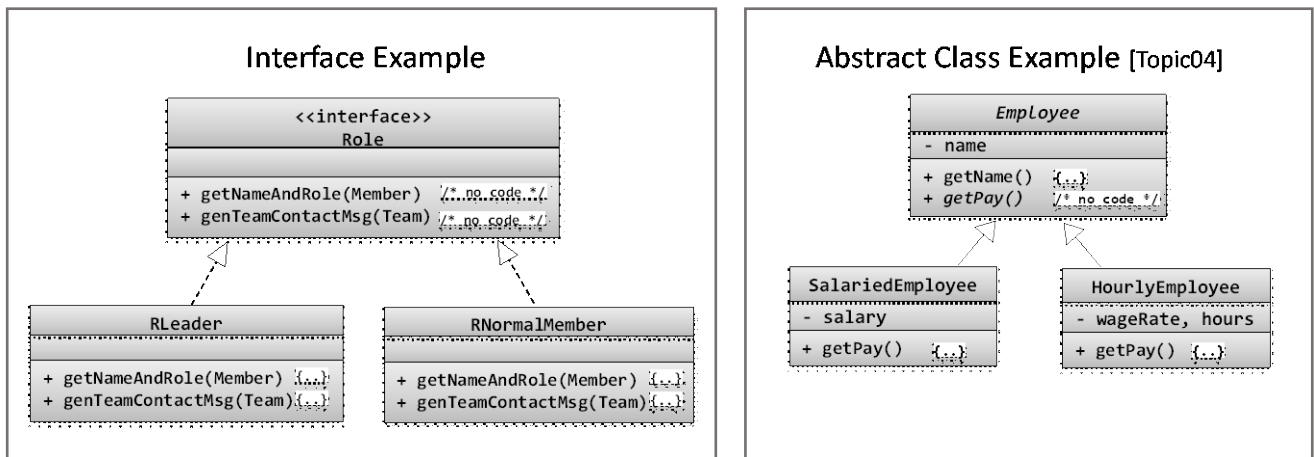 Interface Example
<<interface>>
Role
+ getNameAndRole(Member) /* no code */
+ genTeamContactMsg(Team) /* no code */
RLeader
+ getNameAndRole(Member) {..}
+ genTeamContactMsg(Team) {..}
RNormalMember
+ getNameAndRole(Member) {..}
+ genTeamContactMsg(Team) {..}
Abstract Class Example [Topic04]
Employee
- name
+ getName() {..}
+ getPay() /* no code */
SalariedEmployee
- salary
+ getPay() {..}
HourlyEmployee
- wageRate, hours
+ getPay() {..}